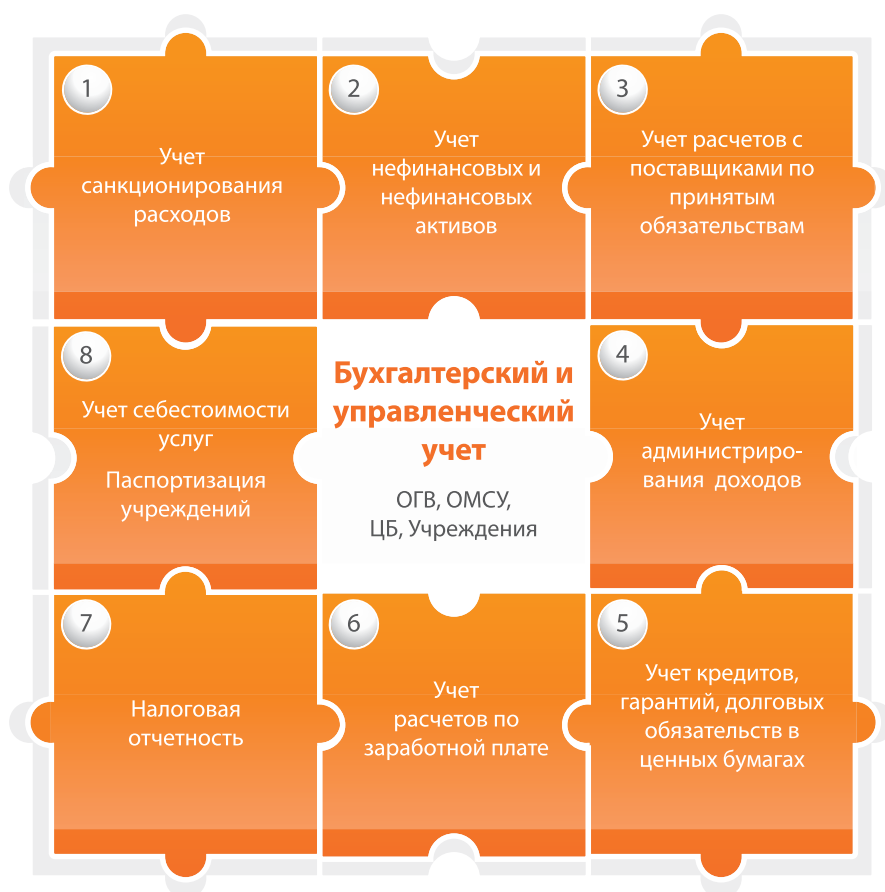 1
Учет
санкционирования
расходов
2
Учет
нефинансовых и
нефинансовых
активов
3
Учет расчетов с
поставщиками по
принятым
обязательствам
8
Учет себестоимости
услуг
Паспортизация
учреждений
Бухгалтерский и
управленческий
учет
ОГВ, ОМСУ,
ЦБ, Учреждения
4
Учет
администриро-
вания доходов
7
Налоговая
отчетность
6
Учет
расчетов по
заработной плате
5
Учет кредитов,
гарантий, долговых
обязательств в
ценных бумагах